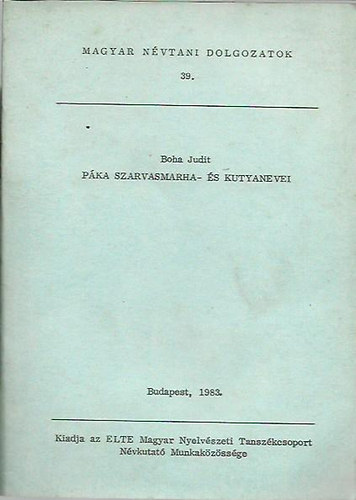 MAGYAR NÉVTANI DOLGOZATOK
39.
Boha Judit
PÁKA SZARVASMARHA- ÉS KUTYANEVEI
Budapest, 1983.
Kiadja az ELTE Magyar Nyelvészeti Tanszékcsoport
Névkutató Munkaközössége